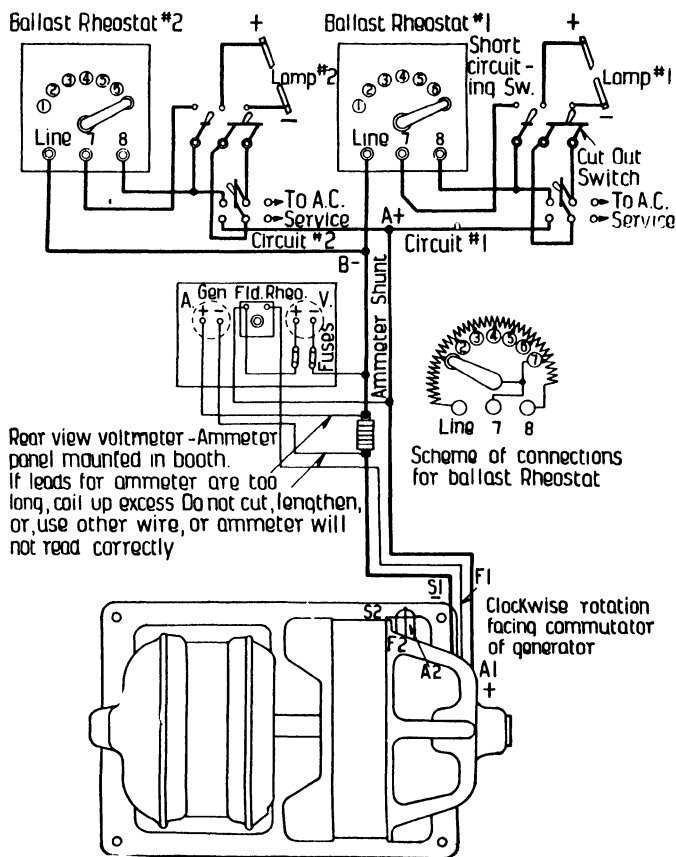 Ballast Rheostat #2
Ballast Rheostat #1
+
+
Short
circuit-
ing Sw.
Lamp #2
Lamp #1
1 2 3 4 5 6
1 2 3 4 5 6
−
Line 7 8
Line 7 8
Cut Out
Switch
To A.C.
Service
To A.C.
Service
A+
Circuit #2
Circuit #1
B-
Gen Fld. Rheo.
A. + −
+ − V.
Fuses
Ammeter Shunt
2 3 4 5 6 7
Line 7 8
Scheme of connections
for ballast Rheostat
Rear view voltmeter-Ammeter
panel mounted in booth.
If leads for ammeter are too
long, coil up excess Do not cut, lengthen,
or, use other wire, or ammeter will
not read correctly
S1
F1
S2
F2
A2
A1
+
Clockwise rotation
facing commutator
of generator